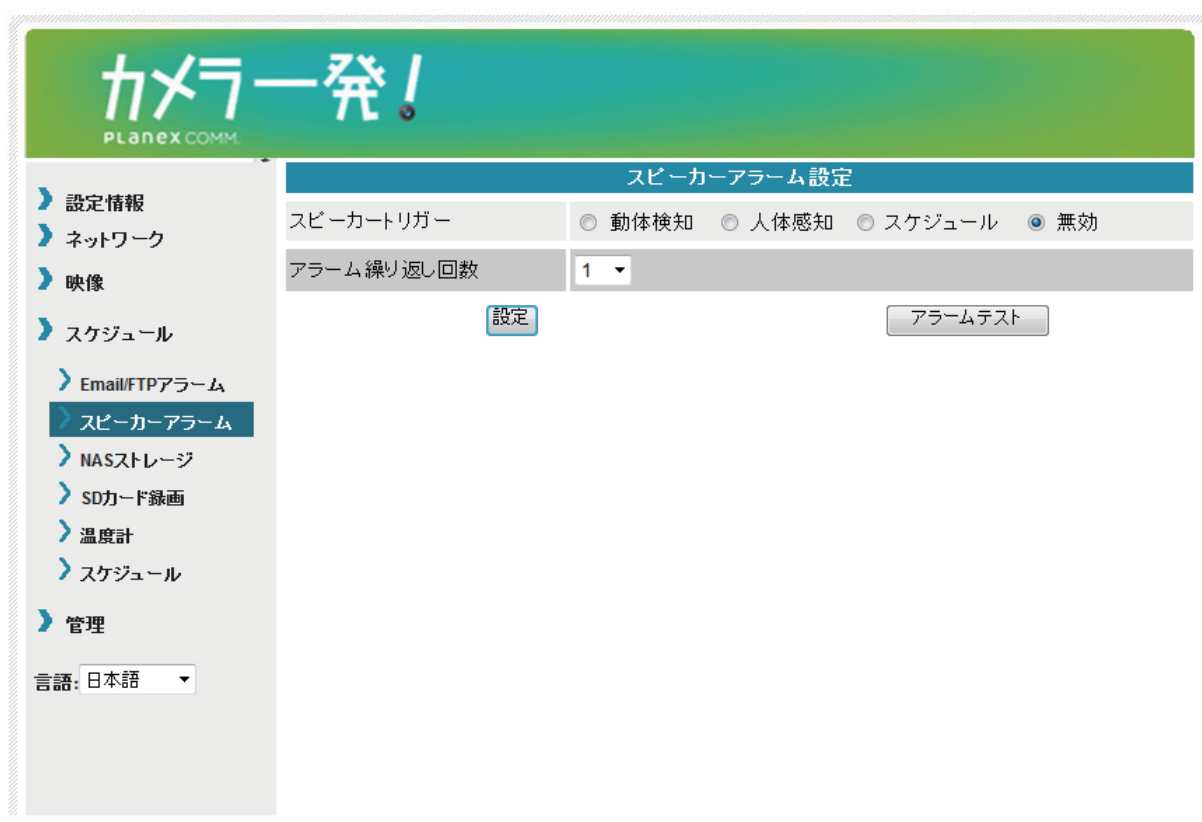 カメラ一発!
PLANEX COMM.
設定情報
ネットワーク
映像
スケジュール
Email/FTPアラーム
スピーカーアラーム
NASストレージ
SDカード録画
温度計
スケジュール
管理
言語: 日本語
スピーカーアラーム設定
スピーカートリガー 動体検知 人体感知 スケジュール 無効
アラーム繰り返し回数 1
設定 アラームテスト